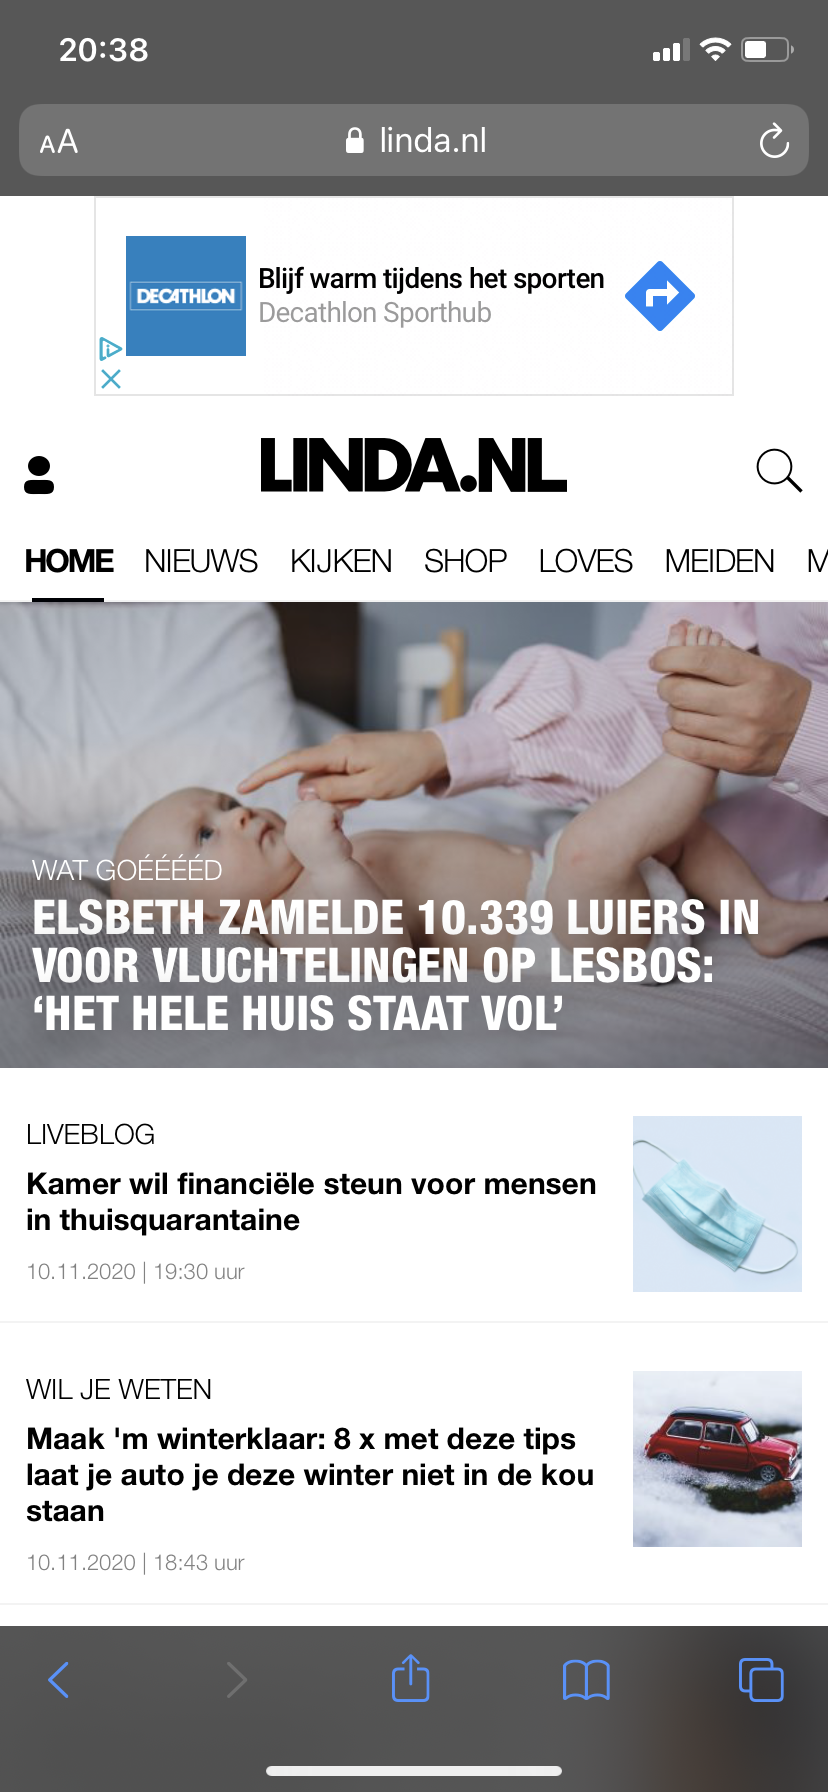 20:38
AA
linda.nl
DECATHLON
Blijf warm tijdens het sporten
Decathlon Sporthub
LINDA.NL
HOME NIEUWS KIJKEN SHOP LOVES MEIDEN M
WAT GOÉÉÉÉD
ELSBETH ZAMELDE 10.339 LUIERS IN
VOOR VLUCHTELINGEN OP LESBOS:
‘HET HELE HUIS STAAT VOL’
LIVEBLOG
Kamer wil financiële steun voor mensen
in thuisquarantaine
10.11.2020 | 19:30 uur
WIL JE WETEN
Maak 'm winterklaar: 8 x met deze tips
laat je auto je deze winter niet in de kou
staan
10.11.2020 | 18:43 uur